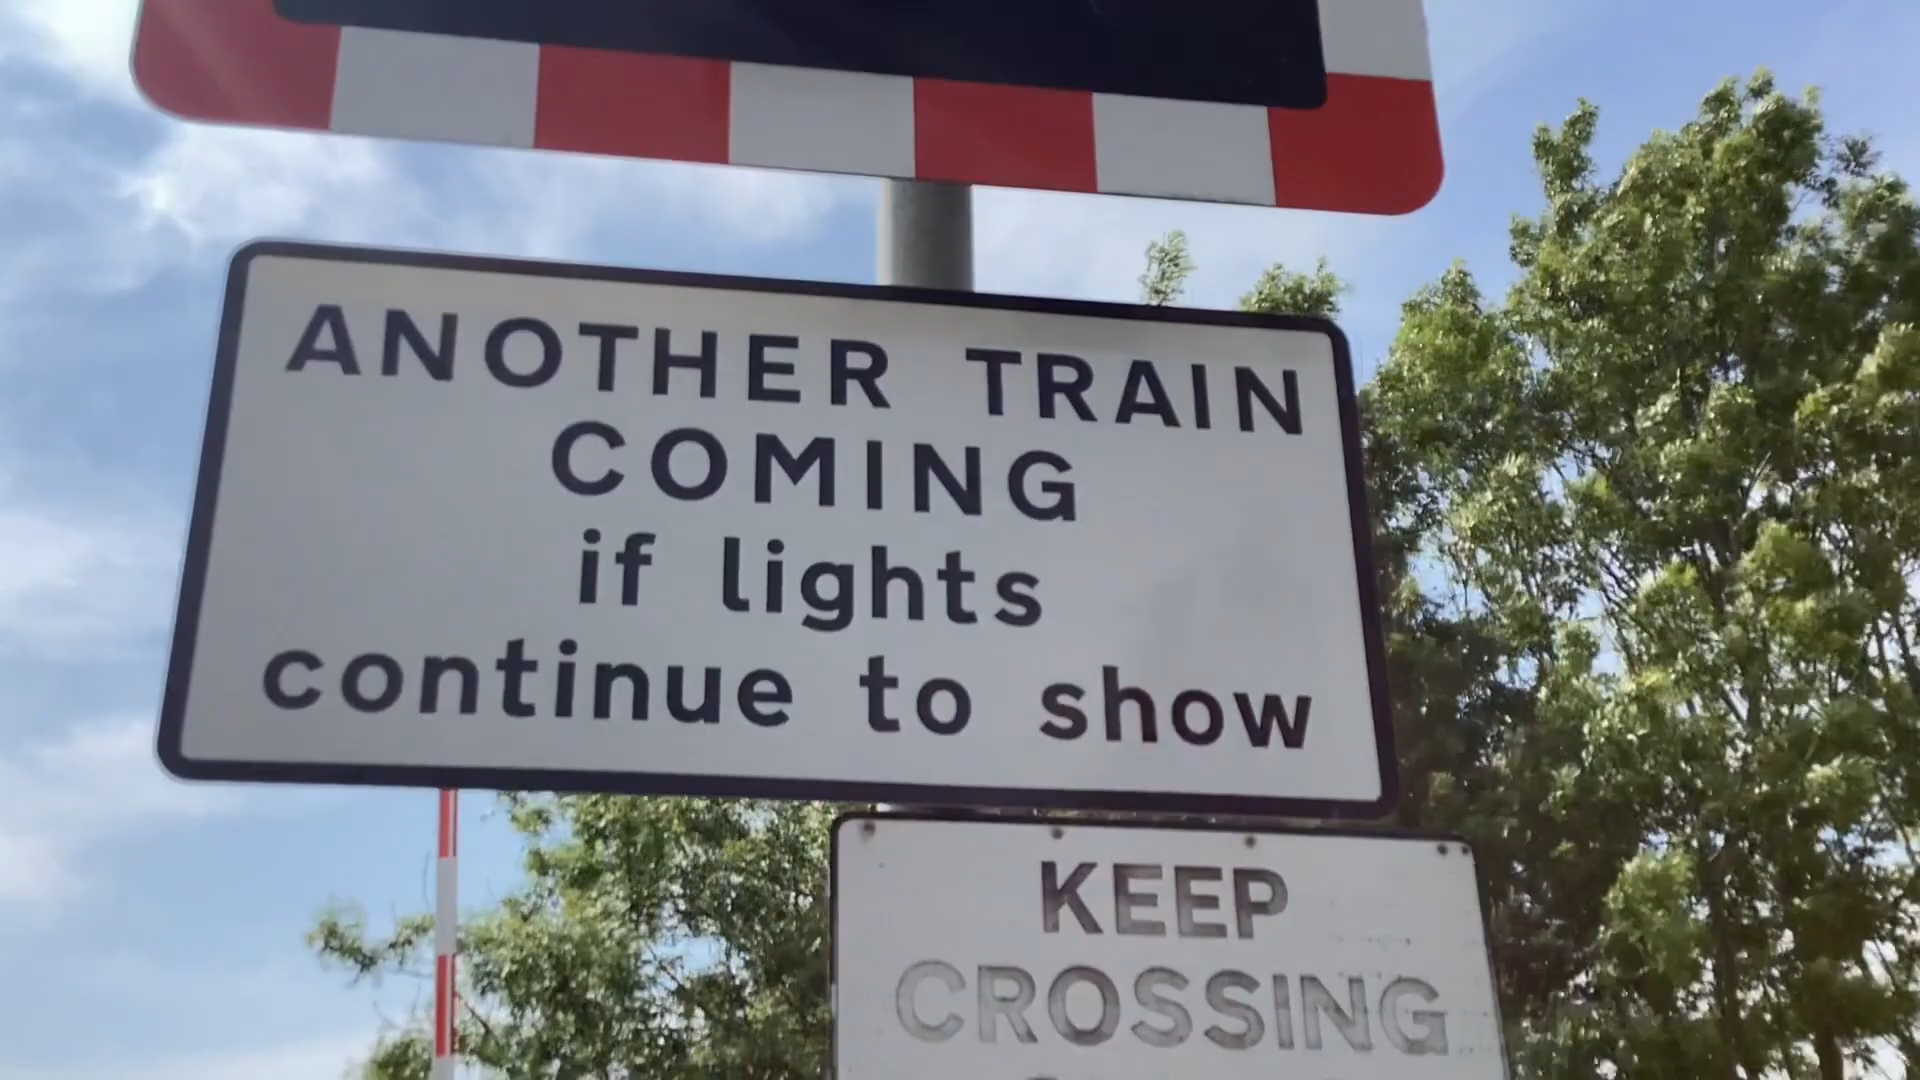 ANOTHER TRAIN
COMING
if lights
continue to show
KEEP
CROSSING